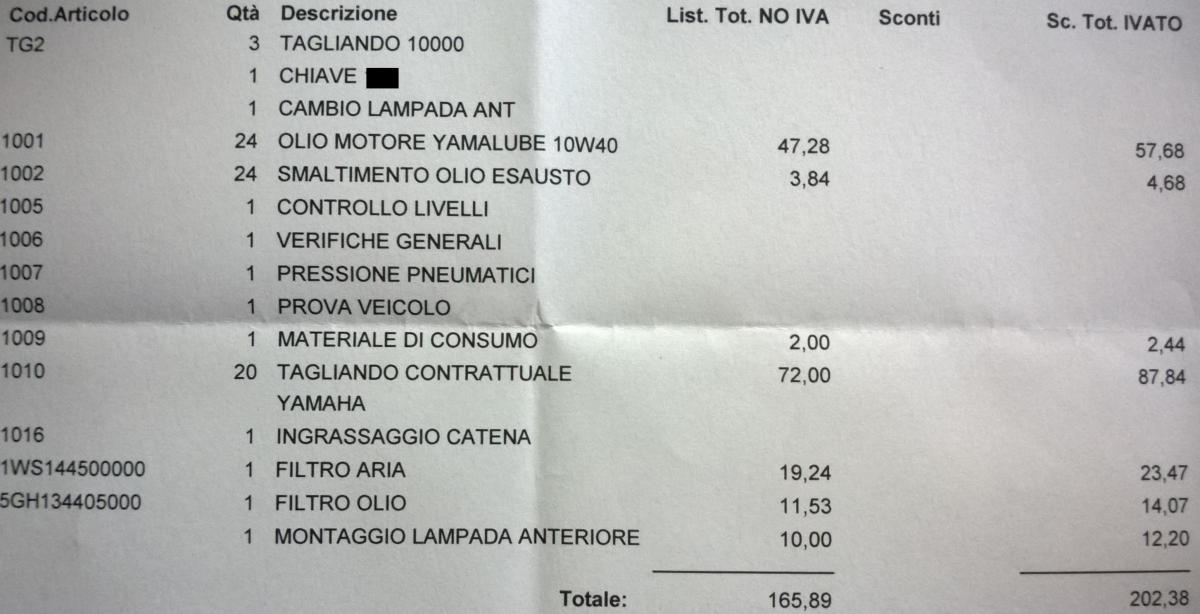 Cod.Articolo Qtà Descrizione List. Tot. NO IVA Sconti Sc. Tot. IVATO
TG2 3 TAGLIANDO 10000
1 CHIAVE
1 CAMBIO LAMPADA ANT
1001 24 OLIO MOTORE YAMALUBE 10W40 47,28 57,68
1002 24 SMALTIMENTO OLIO ESAUSTO 3,84 4,68
1005 1 CONTROLLO LIVELLI
1006 1 VERIFICHE GENERALI
1007 1 PRESSIONE PNEUMATICI
1008 1 PROVA VEICOLO
1009 1 MATERIALE DI CONSUMO 2,00 2,44
1010 20 TAGLIANDO CONTRATTUALE 72,00 87,84
YAMAHA
1016 1 INGRASSAGGIO CATENA
1WS144500000 1 FILTRO ARIA 19,24 23,47
5GH134405000 1 FILTRO OLIO 11,53 14,07
1 MONTAGGIO LAMPADA ANTERIORE 10,00 12,20
Totale: 165,89 202,38